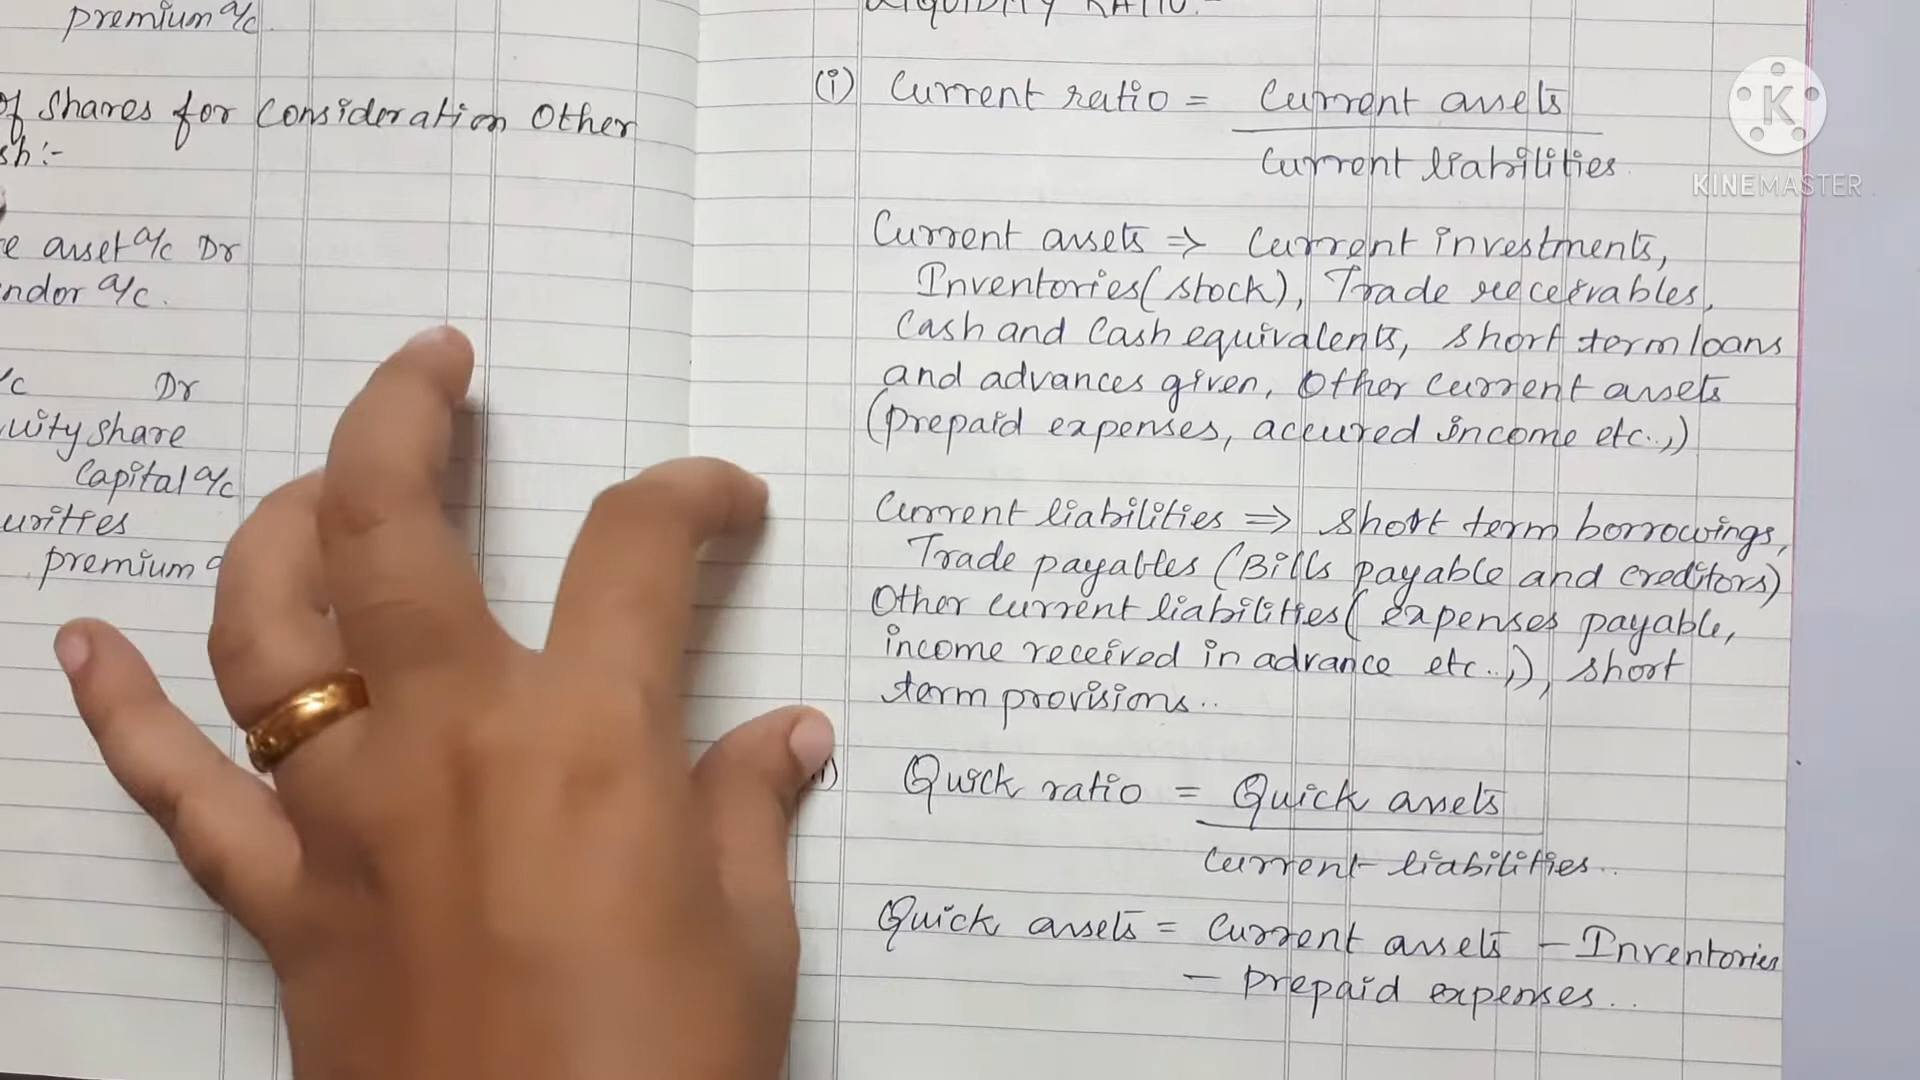 premium a/c.
of shares for consideration other
sh:-
asset a/c Dr
a/c.
Dr
share
Capital a/c
premium
LIQUIDITY RATIO:-
(i) Current ratio = Current assets
Current liabilities.
Current assets => Current investments,
Inventories (stock), Trade receivables,
Cash and Cash equivalents, short term loans
and advances given, Other current assets
(prepaid expenses, accured income etc..,)
Current liabilities => short term borrowings,
Trade payables (Bills payable and creditors)
Other current liabilities( expenses payable,
income received in advance etc..,), short
term provisions..
Quick ratio = Quick assets
Current liabilities..
Quick assets = Current assets - Inventories
- prepaid expenses...
K
KINEMASTER